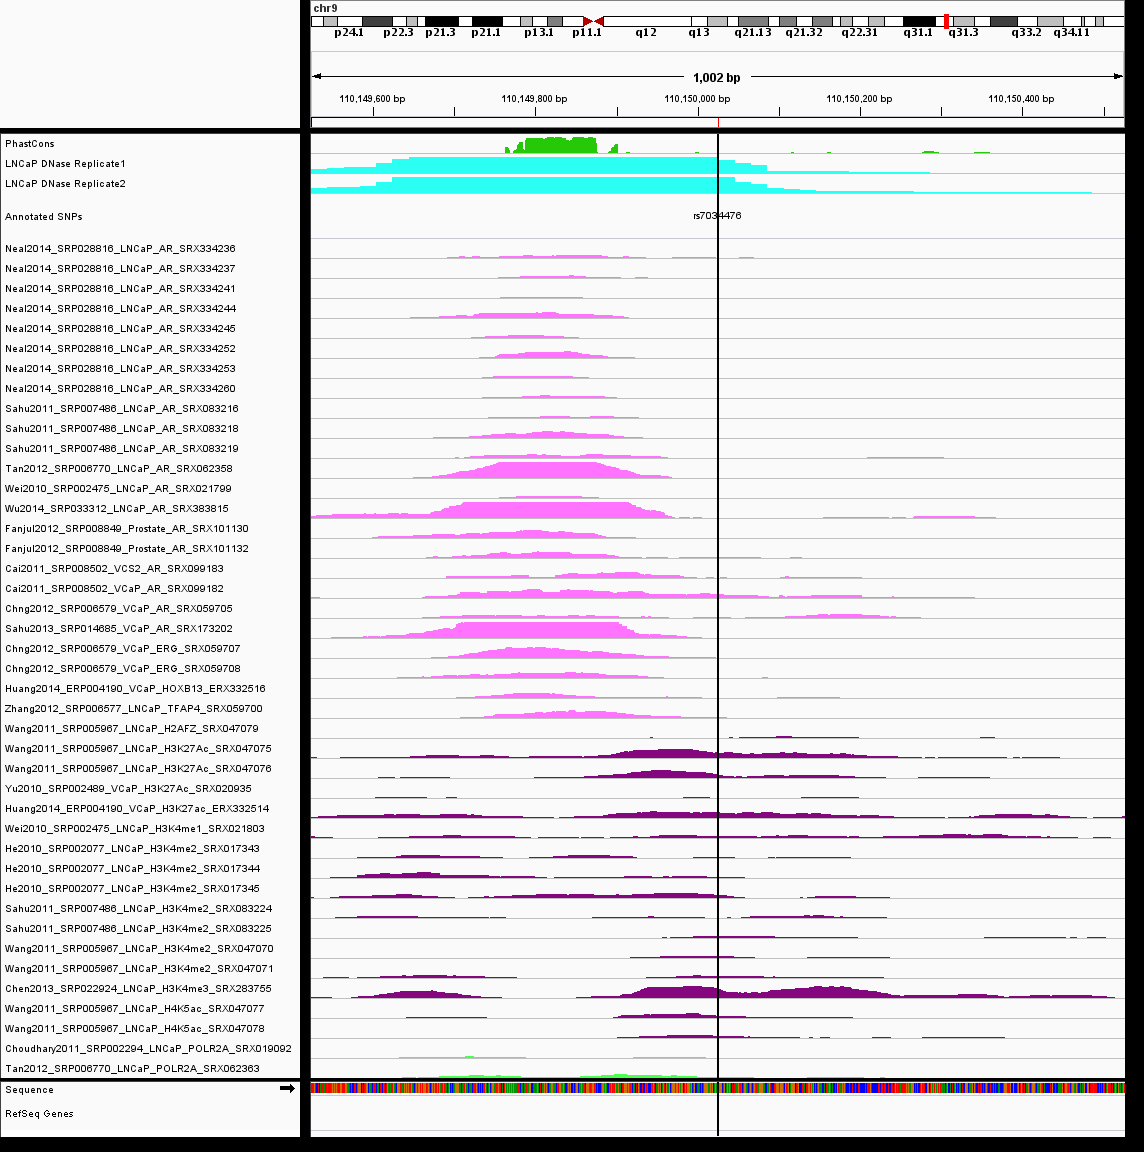 chr9
p24.1 p22.3 p21.3 p21.1 p13.1 p11.1 q12 q13 q21.13 q21.32 q22.31 q31.1 q31.3 q33.2 q34.11
1,002 bp
110,149,600 bp 110,149,800 bp 110,150,000 bp 110,150,200 bp 110,150,400 bp
PhastCons
LNCaP DNase Replicate1
LNCaP DNase Replicate2
Annotated SNPs rs7034476
Neal2014_SRP028816_LNCaP_AR_SRX334236
Neal2014_SRP028816_LNCaP_AR_SRX334237
Neal2014_SRP028816_LNCaP_AR_SRX334241
Neal2014_SRP028816_LNCaP_AR_SRX334244
Neal2014_SRP028816_LNCaP_AR_SRX334245
Neal2014_SRP028816_LNCaP_AR_SRX334252
Neal2014_SRP028816_LNCaP_AR_SRX334253
Neal2014_SRP028816_LNCaP_AR_SRX334260
Sahu2011_SRP007486_LNCaP_AR_SRX083216
Sahu2011_SRP007486_LNCaP_AR_SRX083218
Sahu2011_SRP007486_LNCaP_AR_SRX083219
Tan2012_SRP006770_LNCaP_AR_SRX062358
Wei2010_SRP002475_LNCaP_AR_SRX021799
Wu2014_SRP033312_LNCaP_AR_SRX383815
Fanjul2012_SRP008849_Prostate_AR_SRX101130
Fanjul2012_SRP008849_Prostate_AR_SRX101132
Cai2011_SRP008502_VCS2_AR_SRX099183
Cai2011_SRP008502_VCaP_AR_SRX099182
Chng2012_SRP006579_VCaP_AR_SRX059705
Sahu2013_SRP014685_VCaP_AR_SRX173202
Chng2012_SRP006579_VCaP_ERG_SRX059707
Chng2012_SRP006579_VCaP_ERG_SRX059708
Huang2014_ERP004190_VCaP_HOXB13_ERX332516
Zhang2012_SRP006577_LNCaP_TFAP4_SRX059700
Wang2011_SRP005967_LNCaP_H2AFZ_SRX047079
Wang2011_SRP005967_LNCaP_H3K27Ac_SRX047075
Wang2011_SRP005967_LNCaP_H3K27Ac_SRX047076
Yu2010_SRP002489_VCaP_H3K27Ac_SRX020935
Huang2014_ERP004190_VCaP_H3K27ac_ERX332514
Wei2010_SRP002475_LNCaP_H3K4me1_SRX021803
He2010_SRP002077_LNCaP_H3K4me2_SRX017343
He2010_SRP002077_LNCaP_H3K4me2_SRX017344
He2010_SRP002077_LNCaP_H3K4me2_SRX017345
Sahu2011_SRP007486_LNCaP_H3K4me2_SRX083224
Sahu2011_SRP007486_H3K4me2_SRX083225
Wang2011_SRP005967_LNCaP_H3K4me2_SRX047070
Wang2011_SRP005967_LNCaP_H3K4me2_SRX047071
Chen2013_SRP022924_LNCaP_H3K4me3_SRX283755
Wang2011_SRP005967_LNCaP_H4K5ac_SRX047077
Wang2011_SRP005967_LNCaP_H4K5ac_SRX047078
Choudhary2011_SRP002294_LNCaP_POLR2A_SRX019092
Tan2012_SRP006770_LNCaP_POLR2A_SRX062363
Sequence
RefSeq Genes